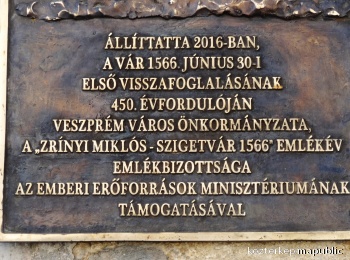 ÁLLÍTTATTA 2016-BAN,
A VÁR 1566. JÚNIUS 30-I
ELSŐ VISSZAFOGLALÁSÁNAK
450. ÉVFORDULÓJÁN
VESZPRÉM VÁROS ÖNKORMÁNYZATA,
A „ZRÍNYI MIKLÓS - SZIGETVÁR 1566” EMLÉKÉV
EMLÉKBIZOTTSÁGA
AZ EMBERI ERŐFORRÁSOK MINISZTÉRIUMÁNAK
TÁMOGATÁSÁVAL
kozterkep.mapublic